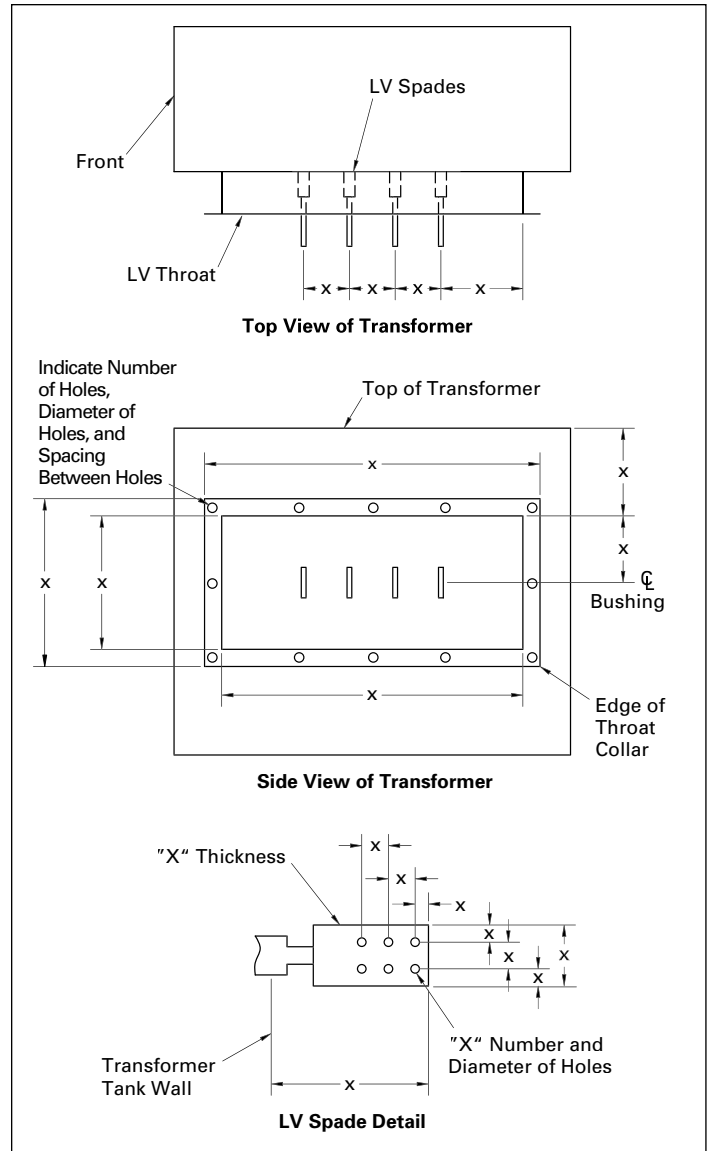 LV Spades
Front
LV Throat
x x x x
Top View of Transformer
Indicate Number
of Holes,
Diameter of
Holes, and
Spacing
Between Holes
Top of Transformer
x
x
x
x
x
℄
Bushing
x
Edge of
Throat
Collar
Side View of Transformer
"X" Thickness
x
x
x
x
x
x
x
"X" Number and
Diameter of Holes
Transformer
Tank Wall
x
LV Spade Detail